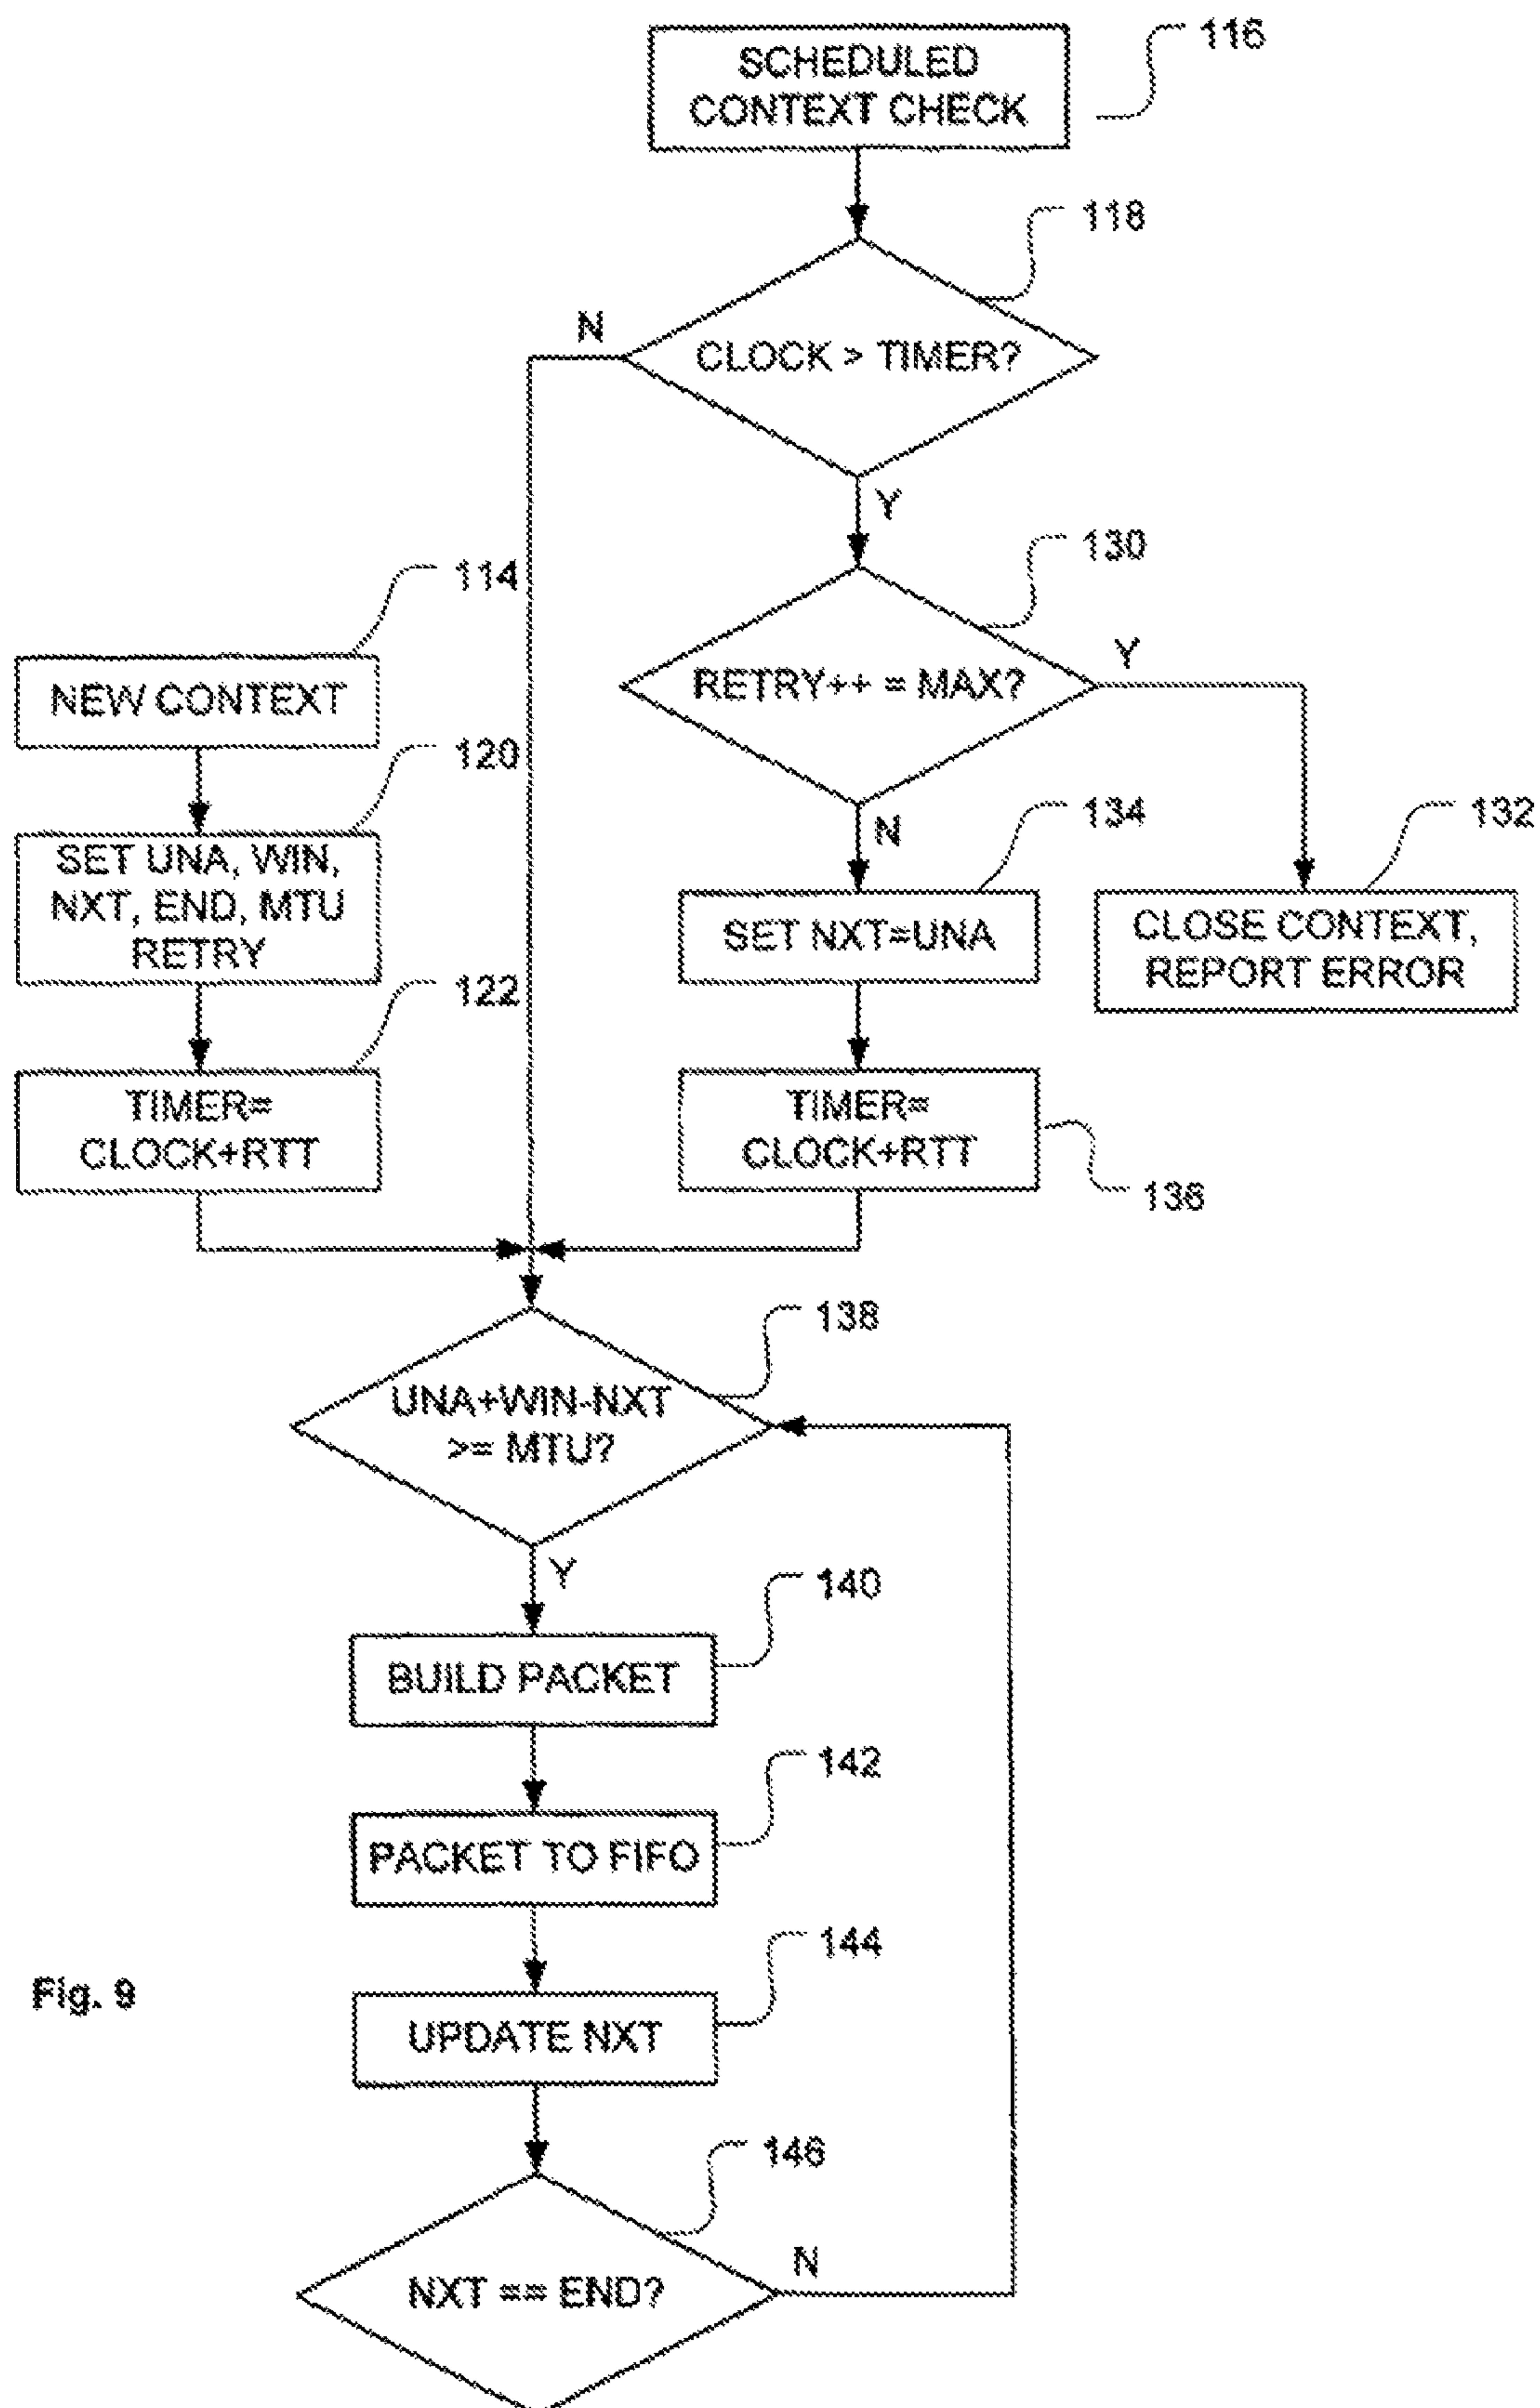 SCHEDULED
CONTEXT CHECK
116
118
CLOCK > TIMER?
N
Y
130
RETRY++ = MAX?
Y
N
114
NEW CONTEXT
120
SET UNA, WIN,
NXT, END, MTU
RETRY
122
TIMER=
CLOCK+RTT
134
SET NXT=UNA
132
CLOSE CONTEXT,
REPORT ERROR
TIMER=
CLOCK+RTT
136
138
UNA+WIN-NXT
>= MTU?
Y
140
BUILD PACKET
142
PACKET TO FIFO
144
UPDATE NXT
Fig. 9
146
NXT == END?
N